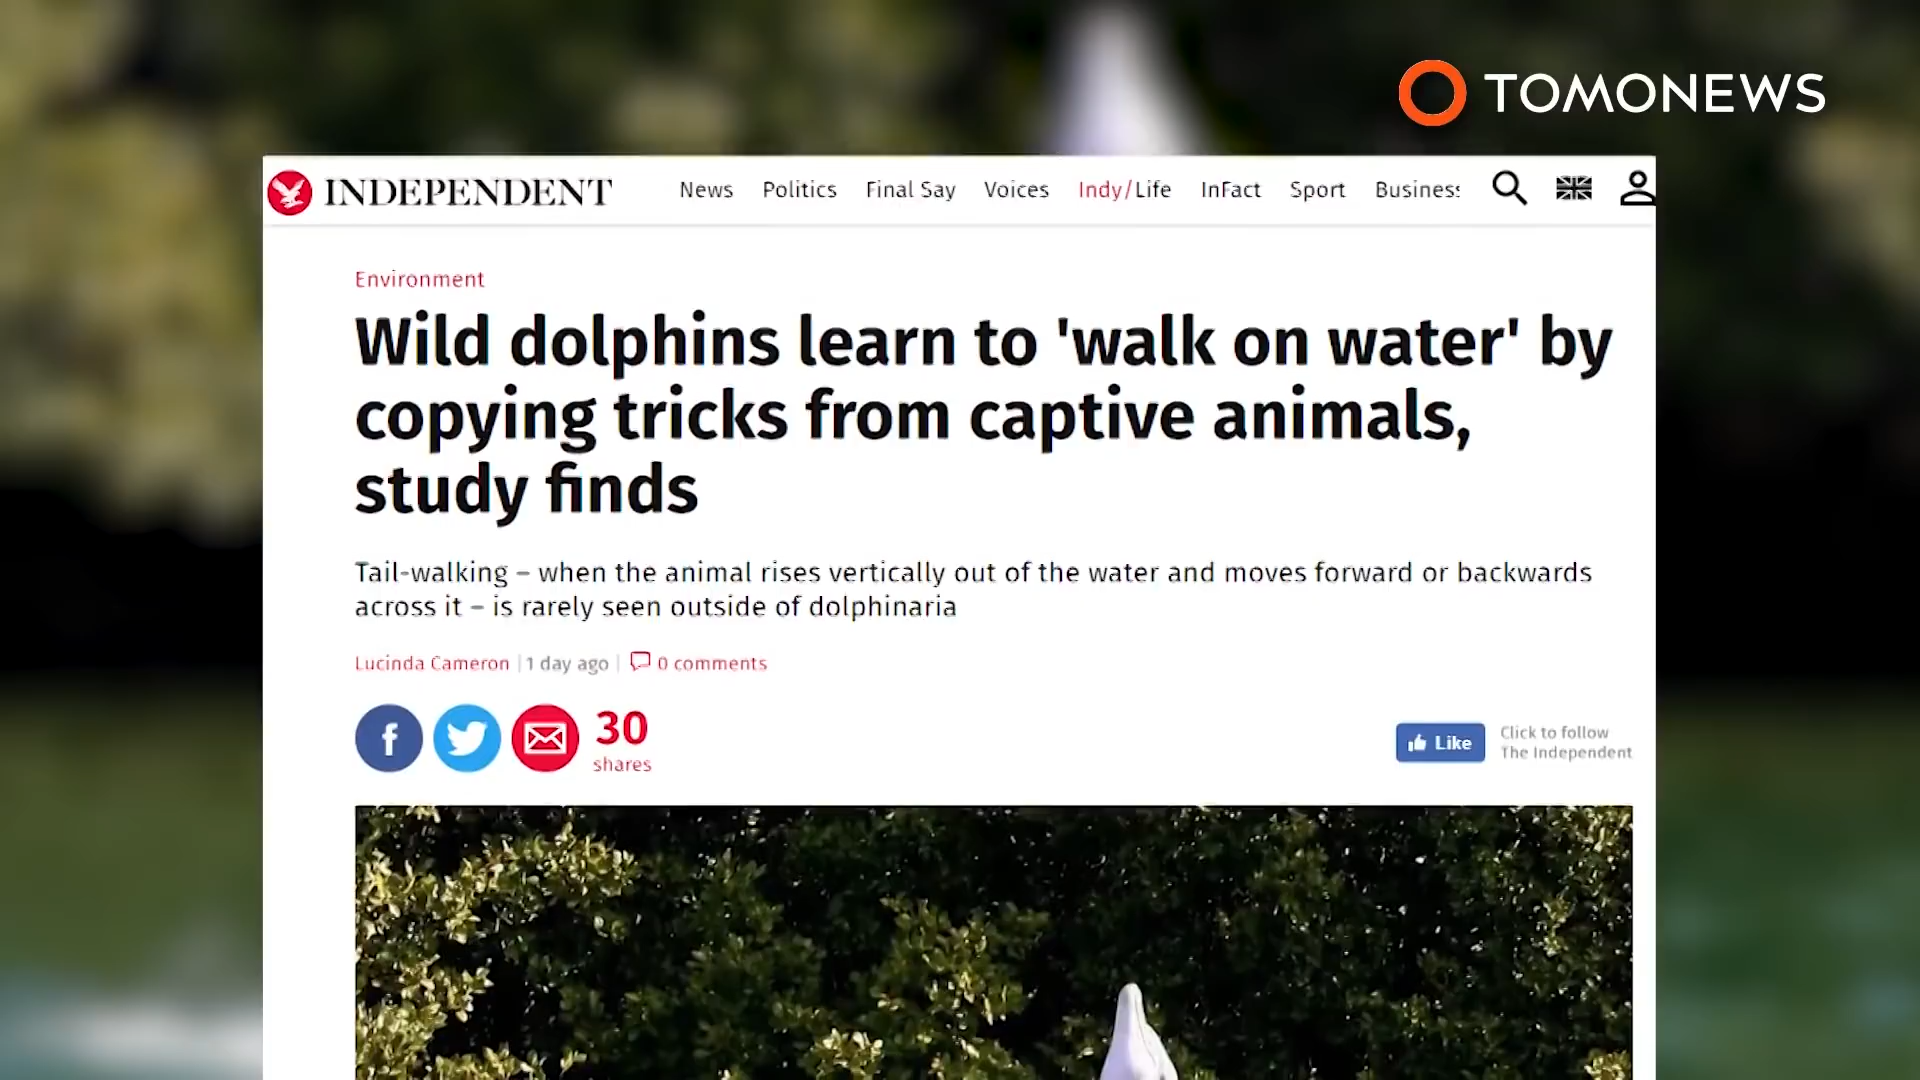 TOMONEWS
INDEPENDENT News Politics Final Say Voices Indy/Life InFact Sport Business
Environment
Wild dolphins learn to 'walk on water' by
copying tricks from captive animals,
study finds
Tail-walking – when the animal rises vertically out of the water and moves forward or backwards
across it – is rarely seen outside of dolphinaria
Lucinda Cameron | 1 day ago | 0 comments
f 30
shares
Like
Click to follow
The Independent